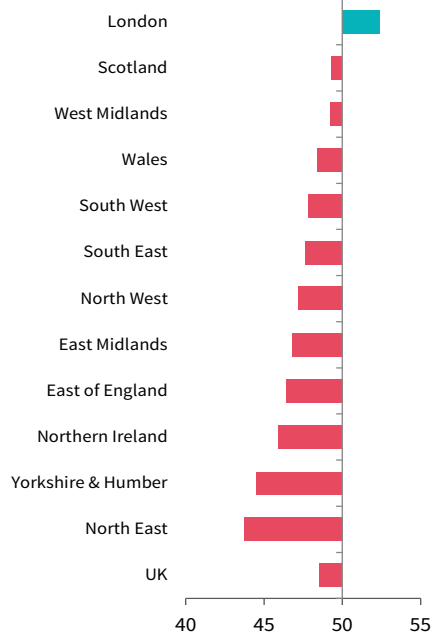 London
Scotland
West Midlands
Wales
South West
South East
North West
East Midlands
East of England
Northern Ireland
Yorkshire & Humber
North East
UK
40 45 50 55